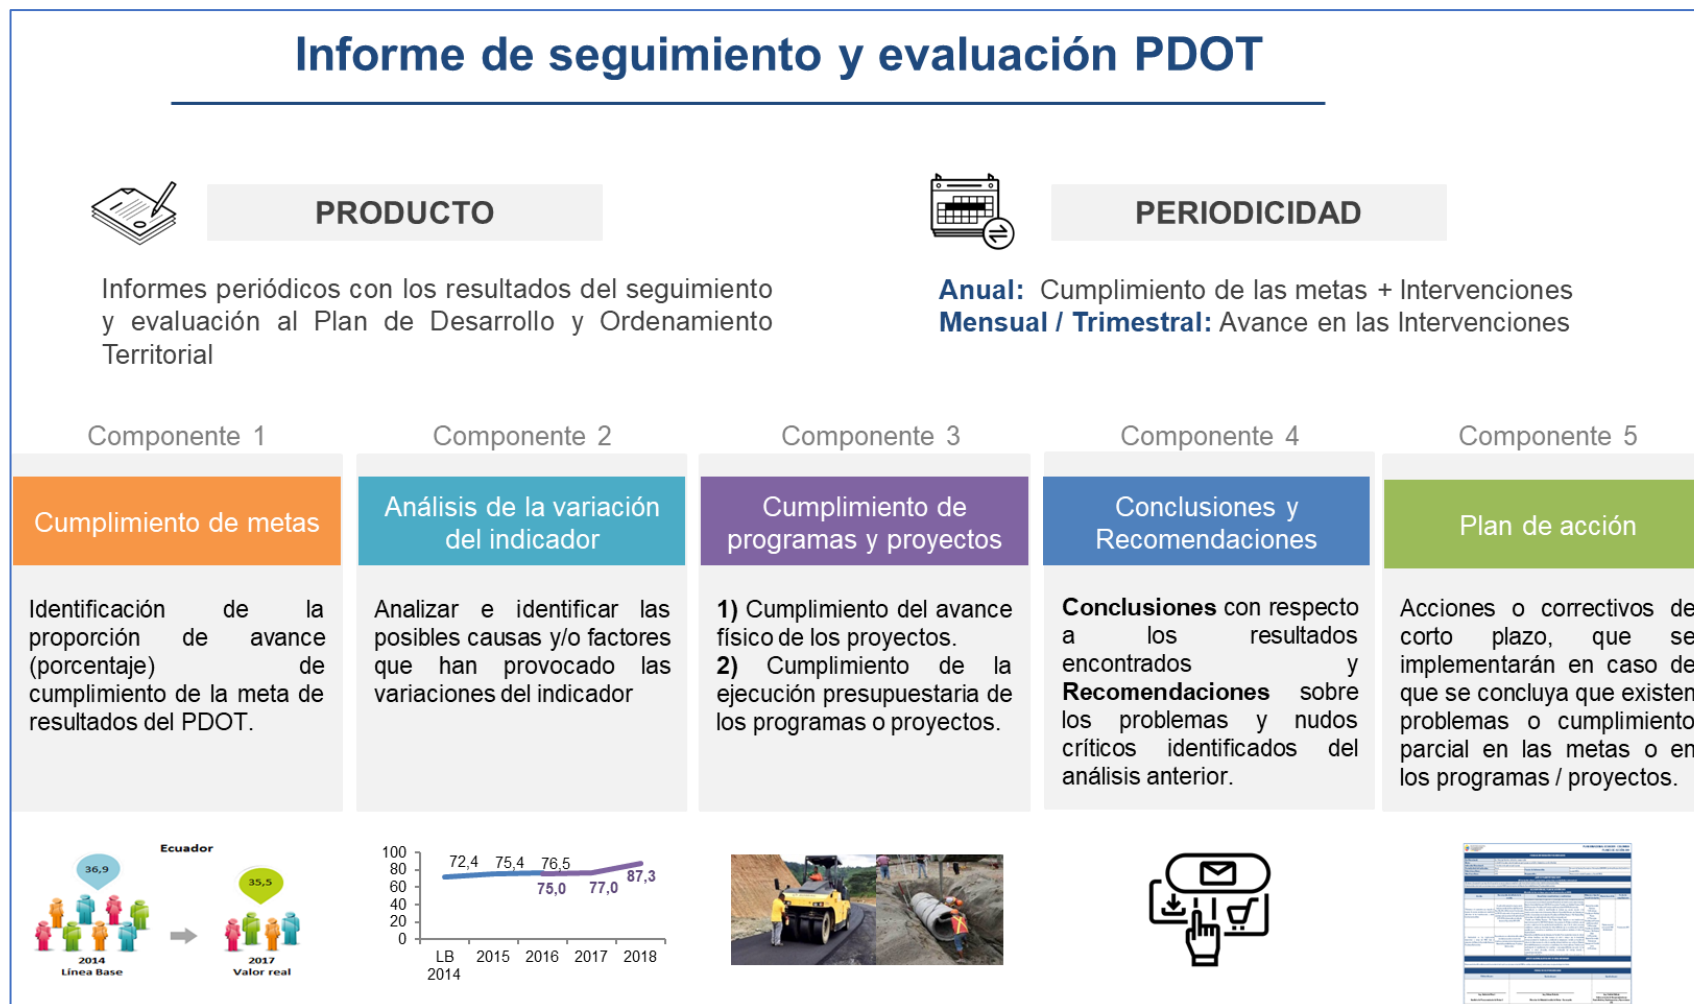 Informe de seguimiento y evaluación PDOT
PRODUCTO
Informes periódicos con los resultados del seguimiento
y evaluación al Plan de Desarrollo y Ordenamiento
Territorial
PERIODICIDAD
Anual: Cumplimiento de las metas + Intervenciones
Mensual / Trimestral: Avance en las Intervenciones
Componente 1
Cumplimiento de metas
Identificación de la
proporción de avance
(porcentaje) de
cumplimiento de la meta de
resultados del PDOT.
Componente 2
Análisis de la variación
del indicador
Analizar e identificar las
posibles causas y/o factores
que han provocado las
variaciones del indicador
Componente 3
Cumplimiento de
programas y proyectos
1) Cumplimiento del avance
físico de los proyectos.
2) Cumplimiento de la
ejecución presupuestaria de
los programas o proyectos.
Componente 4
Conclusiones y
Recomendaciones
Conclusiones con respecto
a los resultados
encontrados y
Recomendaciones sobre
los problemas y nudos
críticos identificados del
análisis anterior.
Componente 5
Plan de acción
Acciones o correctivos de
corto plazo, que se
implementarán en caso de
que se concluya que existen
problemas o cumplimiento
parcial en las metas o en
los programas / proyectos.
Ecuador
36,9
35,5
2014
Línea Base
2017
Valor real
100
80
60
40
20
0
72,4 75,4 76,5
75,0 77,0 87,3
LB 2015 2016 2017 2018
2014